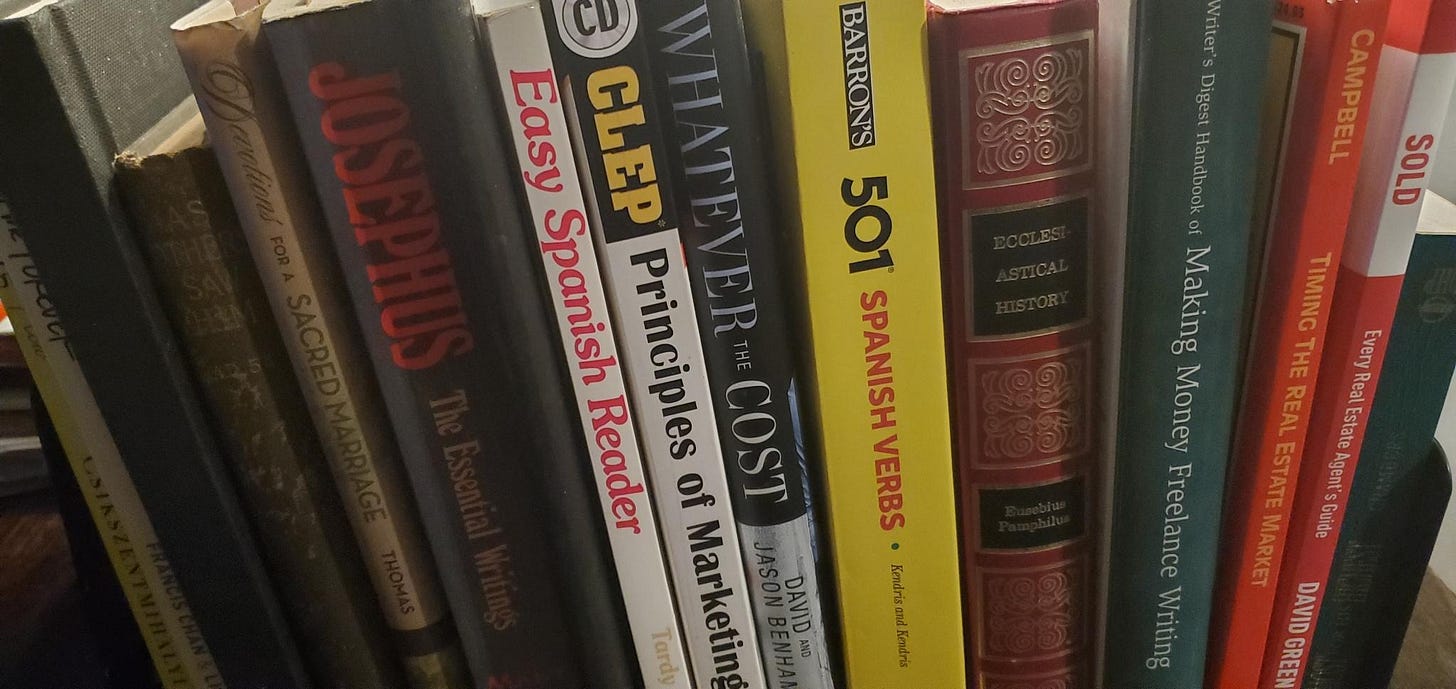 CSIKSZENTMIHALYI
FRANCIS CHAN
Devotions FOR A SACRED MARRIAGE THOMAS
JOSEPHUS The Essential Writings
Easy Spanish Reader Tardy
CD CLEP® Principles of Marketing
WHATEVER THE COST DAVID AND JASON BENHAM
BARRON'S 501® SPANISH VERBS • Kendris and Kendris
ECCLESI-
ASTICAL
HISTORY
Eusebius
Pamphilus
Writer's Digest Handbook of Making Money Freelance Writing
CAMPBELL TIMING THE REAL ESTATE MARKET
SOLD Every Real Estate Agent's Guide DAVID GREEN